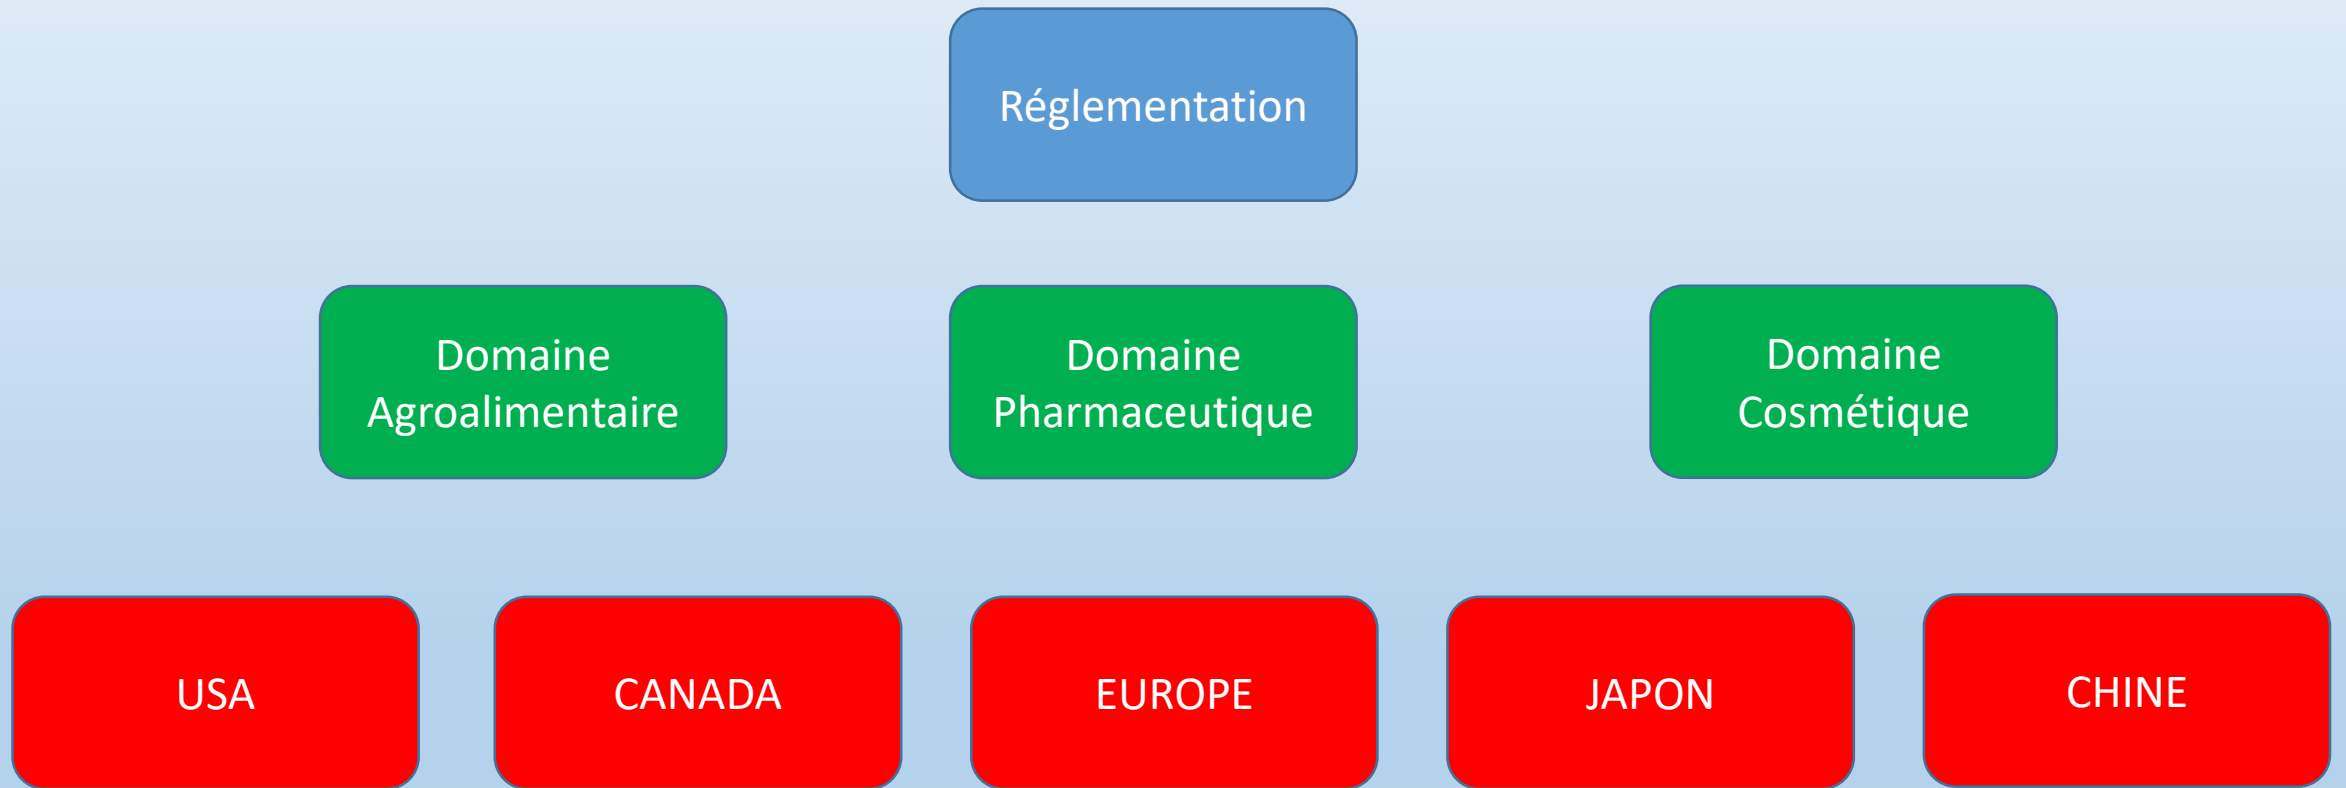 Réglementation
Domaine
Agroalimentaire
Domaine
Pharmaceutique
Domaine
Cosmétique
USA
CANADA
EUROPE
JAPON
CHINE